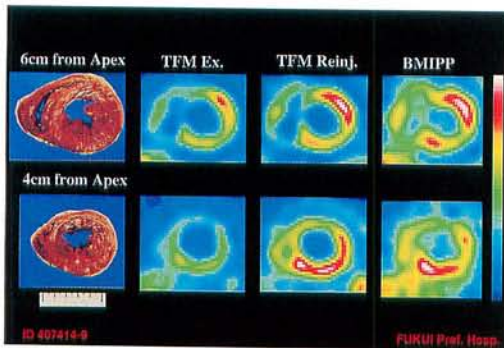 6cm from Apex TFM Ex. TFM Reinj. BMIPP
4cm from Apex
ID 407414-9 FUKUI Pref. Hosp.